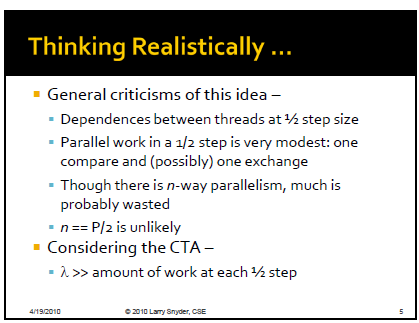 Thinking Realistically ...
General criticisms of this idea –
Dependences between threads at ½ step size
Parallel work in a 1/2 step is very modest: one
compare and (possibly) one exchange
Though there is n-way parallelism, much is
probably wasted
n == P/2 is unlikely
Considering the CTA –
λ >> amount of work at each ½ step
4/19/2010 © 2010 Larry Snyder, CSE 5